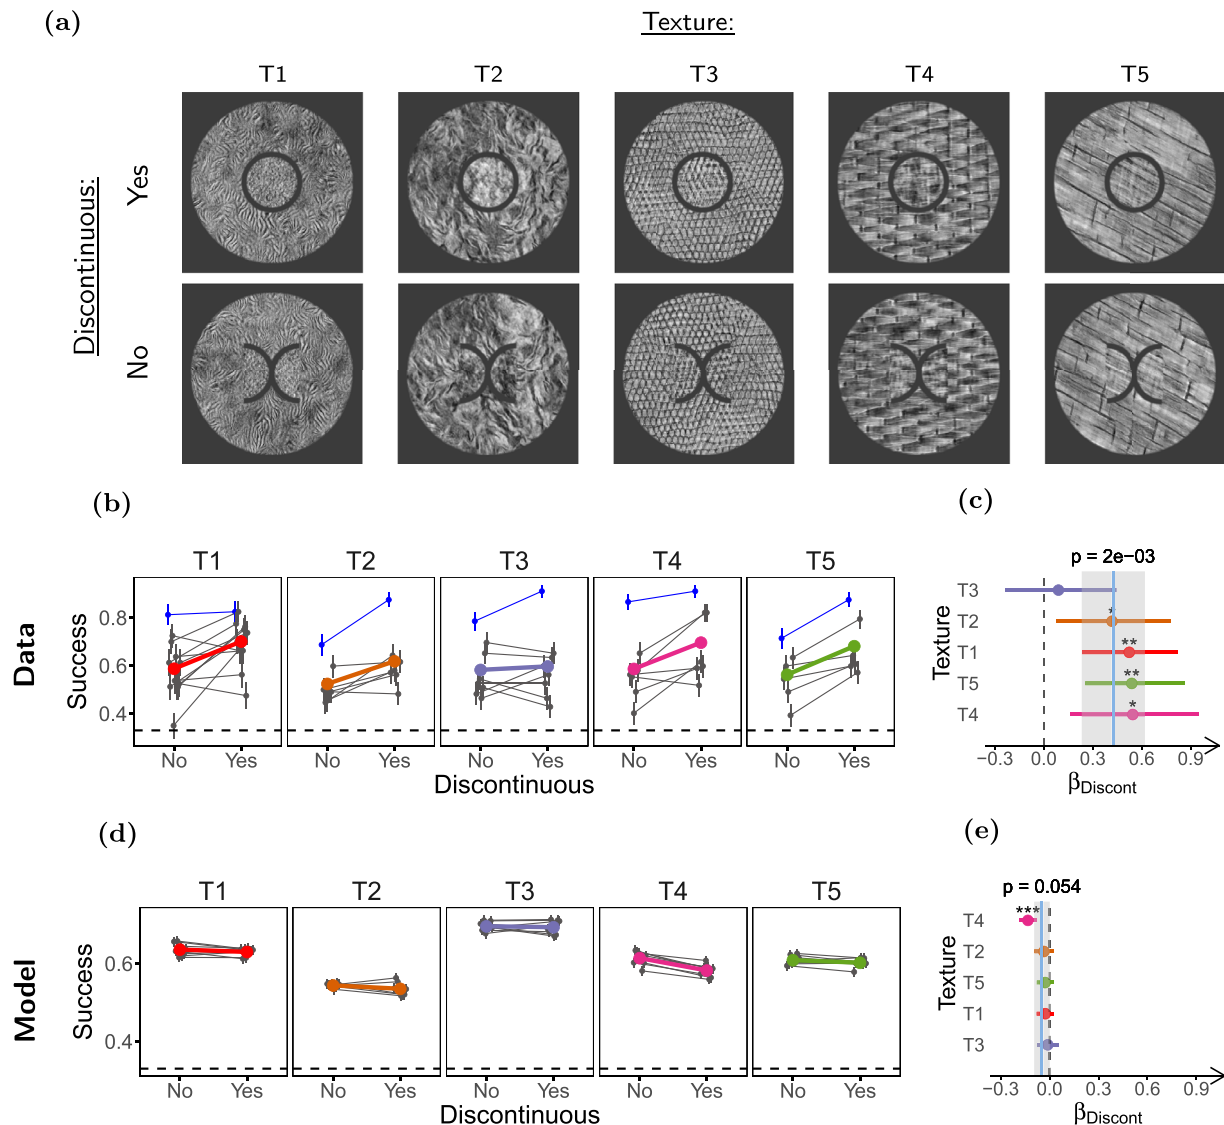 (a)
Texture:
T1 T2 T3 T4 T5
Discontinuous:
Yes
No
(b)
(c)
Data
T1 T2 T3 T4 T5
Success
0.8
0.6
0.4
No Yes No Yes No Yes No Yes No Yes
Discontinuous
p = 2e−03
Texture
T3
T2 *
T1 **
T5 **
T4 *
−0.3 0.0 0.3 0.6 0.9
βDiscont
(d)
(e)
Model
T1 T2 T3 T4 T5
Success
0.6
0.4
No Yes No Yes No Yes No Yes No Yes
Discontinuous
p = 0.054
Texture
T4 ***
T2
T5
T1
T3
−0.3 0.0 0.3 0.6 0.9
βDiscont